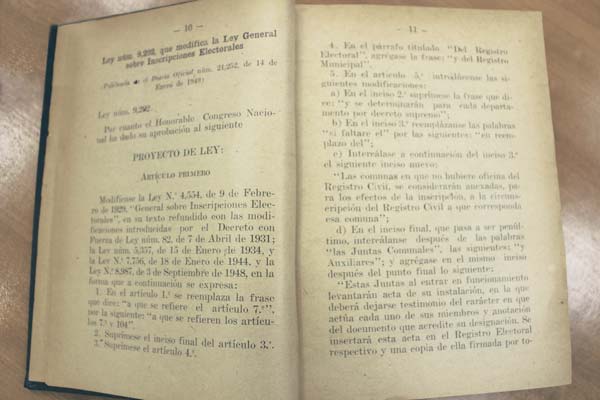 — 10 —
Ley núm. 9,292, que modifica la Ley General
sobre Inscripciones Electorales
(Publicada en el Diario Oficial núm. 21,252, de 14 de
Enero de 1949)
Ley núm. 9,292.
Por cuanto el Honorable Congreso Nacio-
nal ha dado su aprobación al siguiente
PROYECTO DE LEY:
ARTÍCULO PRIMERO
Modifícase la Ley N.º 4,554, de 9 de Febre-
ro de 1929, "General sobre Inscripciones Elec-
torales", en su texto refundido con las modi-
ficaciones introducidas por el Decreto con
Fuerza de Ley núm. 82, de 7 de Abril de 1931;
la Ley núm. 5,357, de 15 de Enero de 1934, y
la Ley N.º 7,756, de 18 de Enero de 1944, y la
Ley N.º 8,987, de 3 de Septiembre de 1948, en la
forma que a continuación se expresa:
1. En el artículo 1.º se reemplaza la frase
que dice: "a que se refiere el artículo 7.º",
por la siguiente: "a que se refieren los artícu-
los 7.º y 104".
2. Suprímese el inciso final del artículo 3.º.
3. Suprímese el artículo 4.º.
— 11 —
4. En el párrafo titulado "Del Registro
Electoral", agrégase la frase: "y del Registro
Municipal".
5. En el artículo 5.º introdúcense las si-
guientes modificaciones:
a) En el inciso 2.º suprímese la frase que di-
ce: "y se determinarán para cada departa-
mento por decreto supremo";
b) En el inciso 3.º reemplázanse las palabras
"si faltare el" por las siguientes: "en reem-
plazo del";
c) Intercálase a continuación del inciso 3.º
el siguiente inciso nuevo:
"Las comunas en que no hubiere oficina del
Registro Civil, se considerarán anexadas, pa-
ra los efectos de la inscripción, a la circuns-
cripción del Registro Civil a que corresponda
esa comuna";
d) En el inciso final, que pasa a ser penúl-
timo, intercálase después de las palabras
"las Juntas Comunales", las siguientes: "y
Auxiliares"; y agrégase en el mismo inciso
después del punto final lo siguiente:
"Estas Juntas al entrar en funcionamiento
levantarán acta de su instalación, en la que
deberá dejarse testimonio del carácter en que
actúa cada uno de sus miembros y anotación
del documento que acredite su designación. Se
insertará esta acta en el Registro Electoral
respectivo y una copia de ella firmada por to-